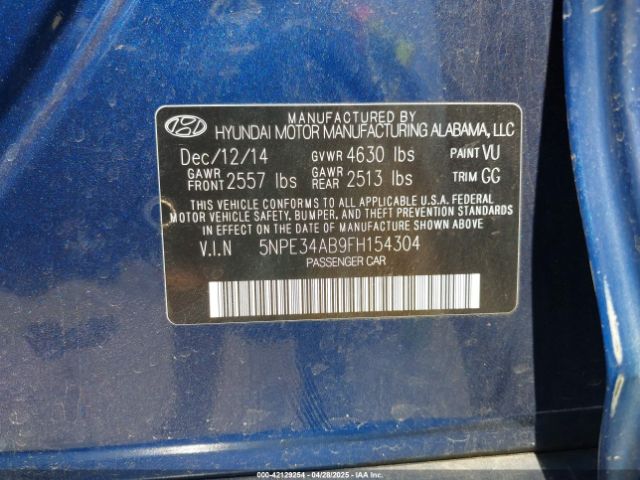 MANUFACTURED BY
HYUNDAI MOTOR MANUFACTURING ALABAMA, LLC
Dec/12/14 GVWR 4630 lbs PAINT VU
GAWR FRONT 2557 lbs GAWR REAR 2513 lbs TRIM GG
THIS VEHICLE CONFORMS TO ALL APPLICABLE U.S.A. FEDERAL
MOTOR VEHICLE SAFETY, BUMPER, AND THEFT PREVENTION STANDARDS
IN EFFECT ON THE DATE OF MANUFACTURE SHOWN ABOVE.
V.I.N 5NPE34AB9FH154304
PASSENGER CAR
000-42129254 | 04/28/2025 | © IAA